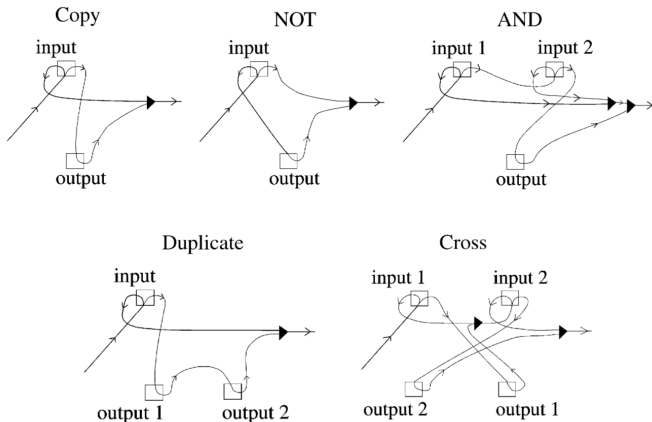 Copy
NOT
AND
input
input
input 1
input 2
output
output
output
Duplicate
Cross
input
input 1
input 2
output 1
output 2
output 2
output 1